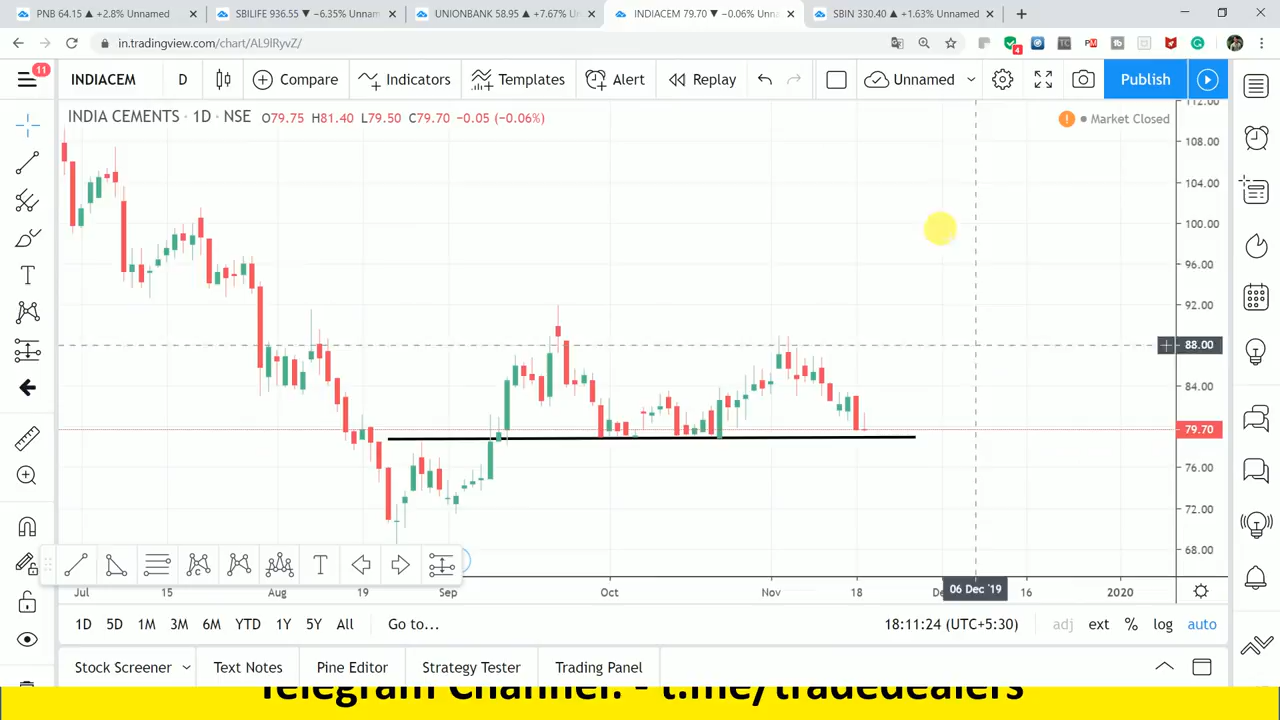 PNB 64.15 ▲ +2.8% Unnamed
SBILIFE 936.55 ▼ −6.35% Unnam
UNIONBANK 58.95 ▲ +7.67% Unn
INDIACEM 79.70 ▼ −0.06% Unn
SBIN 330.40 ▲ +1.63% Unnamed
in.tradingview.com/chart/AL9lRyvZ/
4
11
INDIACEM
D
Compare
Indicators
Templates
Alert
Replay
Unnamed
Publish
INDIA CEMENTS · 1D · NSE O79.75 H81.40 L79.50 C79.70 −0.05 (−0.06%)
Market Closed
112.00
108.00
104.00
100.00
96.00
92.00
88.00
84.00
79.70
76.00
72.00
68.00
Jul 15 Aug 19 Sep Oct Nov 18 De 06 Dec '19 16 2020
1D 5D 1M 3M 6M YTD 1Y 5Y All Go to...
18:11:24 (UTC+5:30) adj ext % log auto
Stock Screener Text Notes Pine Editor Strategy Tester Trading Panel
Telegram Channel: - t.me/tradedealers